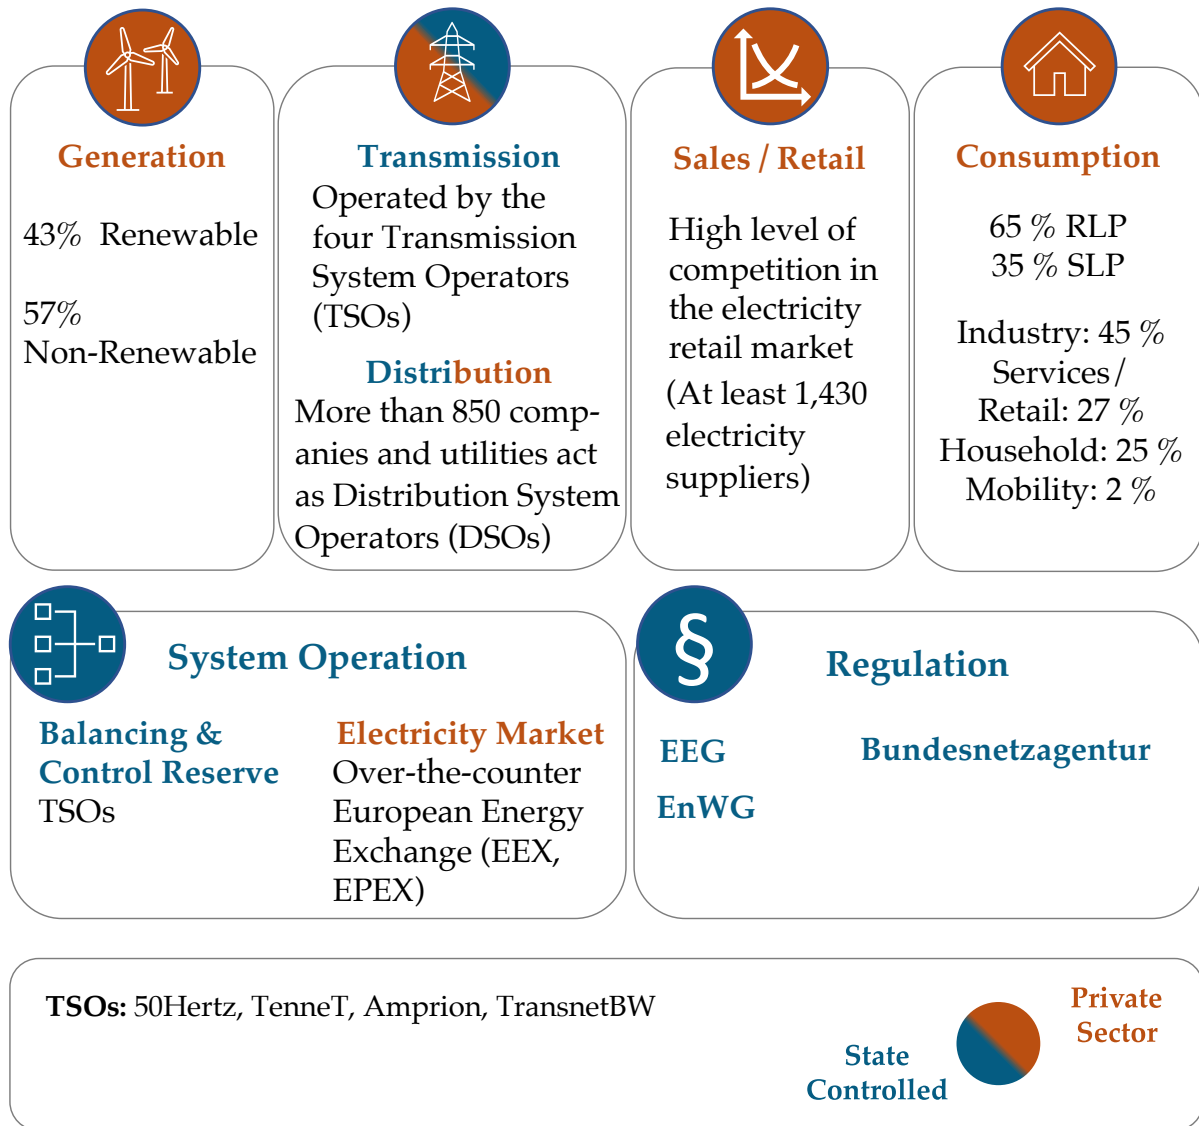 Generation
43% Renewable
57%
Non-Renewable
Transmission
Operated by the
four Transmission
System Operators
(TSOs)
Distribution
More than 850 comp-
anies and utilities act
as Distribution System
Operators (DSOs)
Sales / Retail
High level of
competition in
the electricity
retail market
(At least 1,430
electricity
suppliers)
Consumption
65 % RLP
35 % SLP
Industry: 45 %
Services/
Retail: 27 %
Household: 25 %
Mobility: 2 %
System Operation
Balancing &
Control Reserve
TSOs
Electricity Market
Over-the-counter
European Energy
Exchange (EEX,
EPEX)
§
Regulation
EEG
EnWG
Bundesnetzagentur
TSOs: 50Hertz, TenneT, Amprion, TransnetBW
State
Controlled
Private
Sector